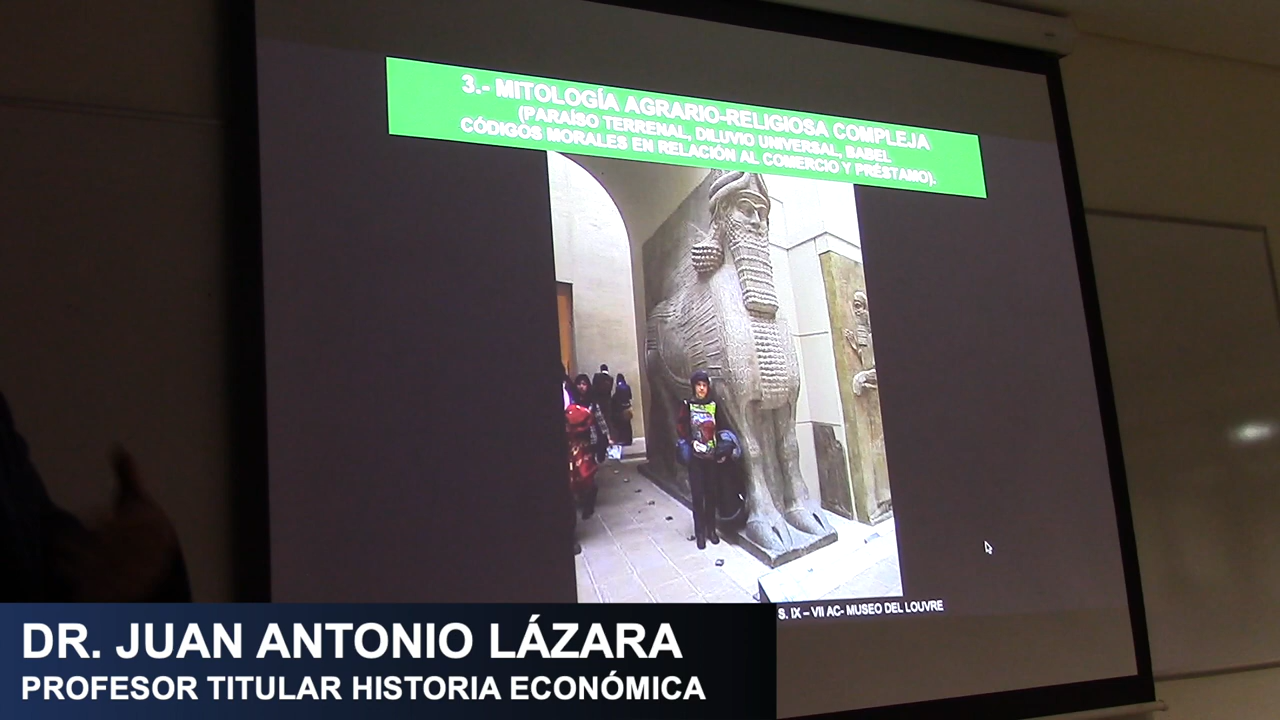 3.- MITOLOGÍA AGRARIO-RELIGIOSA COMPLEJA
(PARAÍSO TERRENAL, DILUVIO UNIVERSAL, BABEL
CÓDIGOS MORALES EN RELACIÓN AL COMERCIO Y PRÉSTAMO).
S. IX – VII AC- MUSEO DEL LOUVRE
DR. JUAN ANTONIO LÁZARA
PROFESOR TITULAR HISTORIA ECONÓMICA